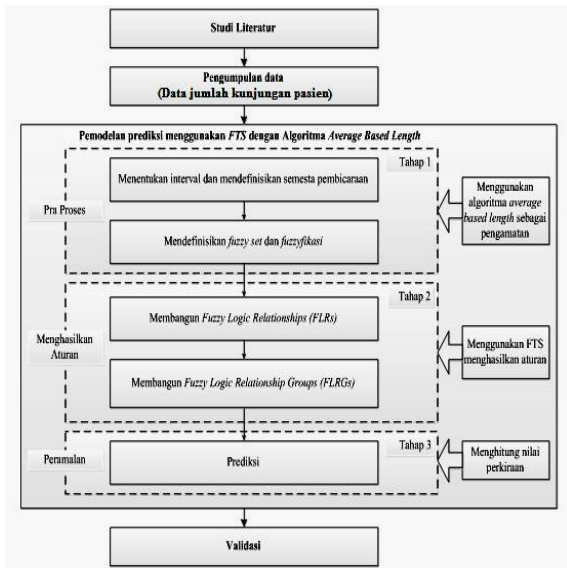 Studi Literatur
Pengumpulan data
(Data jumlah kunjungan pasien)
Pemodelan prediksi menggunakan FTS dengan Algoritma Average Based Length
Tahap 1
Menentukan interval dan mendefinisikan semesta pembicaraan
Pra Proses
Mendefinisikan fuzzy set dan fuzzyfikasi
Menggunakan
algoritma average
based length sebagai
pengamatan
Tahap 2
Membangun Fuzzy Logic Relationships (FLRs)
Menghasilkan
Aturan
Membangun Fuzzy Logic Relationship Groups (FLRGs)
Menggunakan FTS
menghasilkan aturan
Tahap 3
Peramalan
Prediksi
Menghitung nilai
perkiraan
Validasi